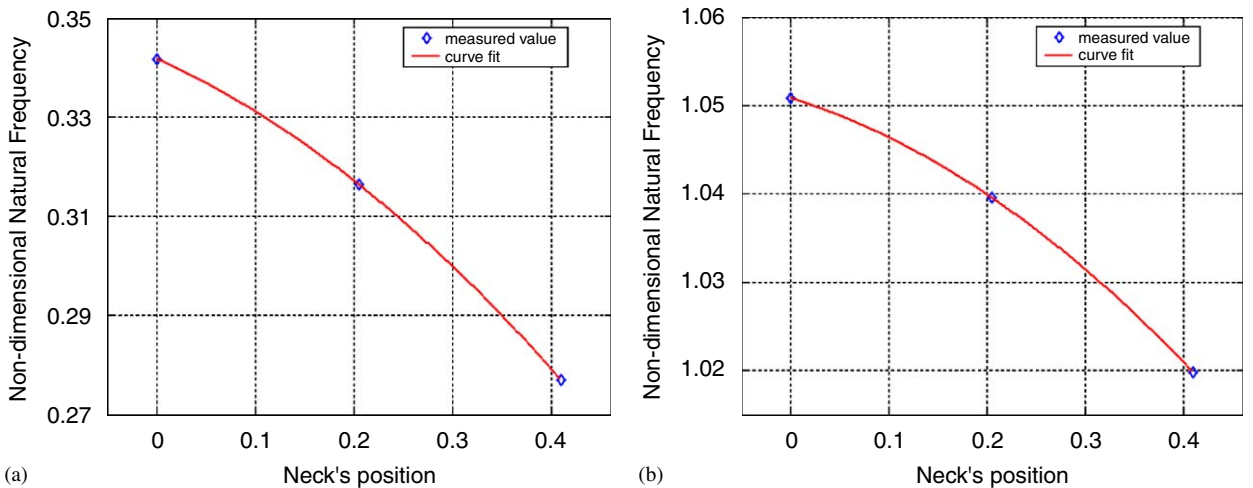 0.35
0.33
0.31
0.29
0.27
Non-dimensional Natural Frequency
measured value
curve fit
0 0.1 0.2 0.3 0.4
Neck's position
(a)
1.06
1.05
1.04
1.03
1.02
Non-dimensional Natural Frequency
measured value
curve fit
0 0.1 0.2 0.3 0.4
Neck's position
(b)